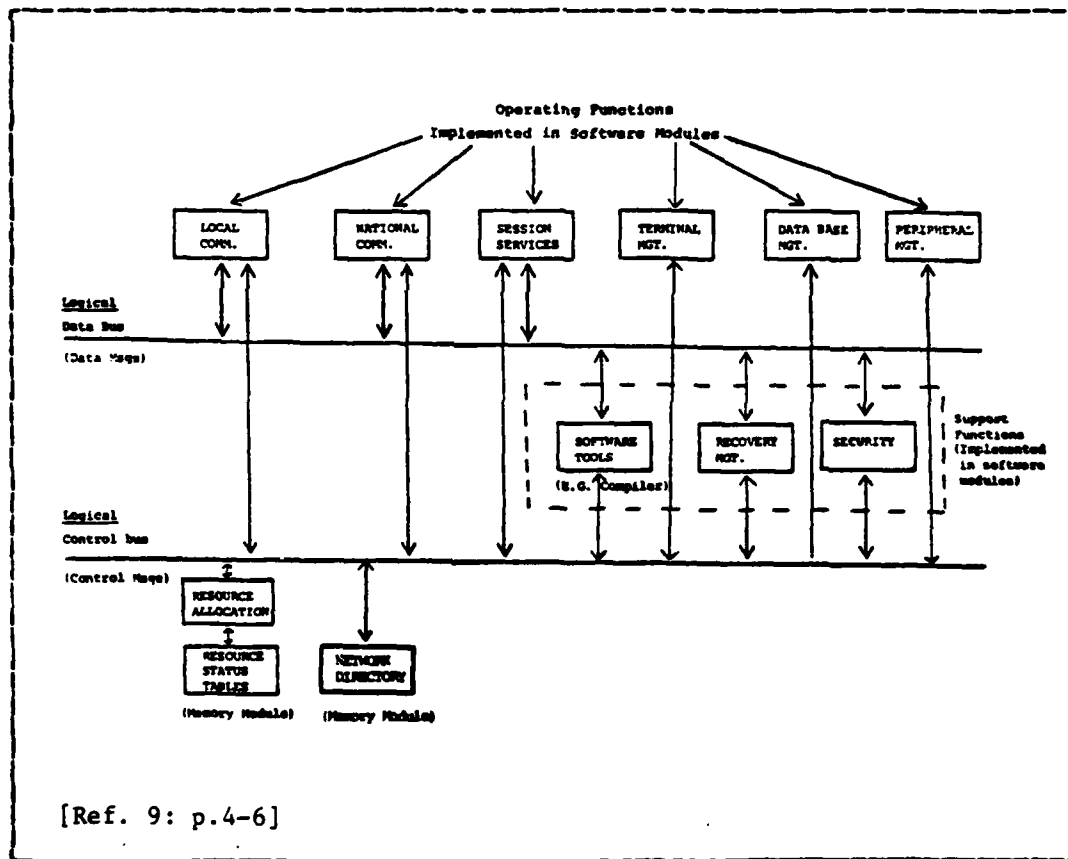 Operating Functions
Implemented in Software Modules
LOCAL
COMM.
NATIONAL
COMM.
SESSION
SERVICES
TERMINAL
MGT.
DATA BASE
MGT.
PERIPHERAL
MGT.
Logical
Data Bus
(Data Msgs)
SOFTWARE
TOOLS
(E.G. Compiler)
RECOVERY
MGT.
SECURITY
Support
Functions
(Implemented
in software
modules)
Logical
Control bus
(Control Msgs)
RESOURCE
ALLOCATION
RESOURCE
STATUS
TABLES
(Memory Module)
NETWORK
DIRECTORY
(Memory Module)
[Ref. 9: p.4-6]